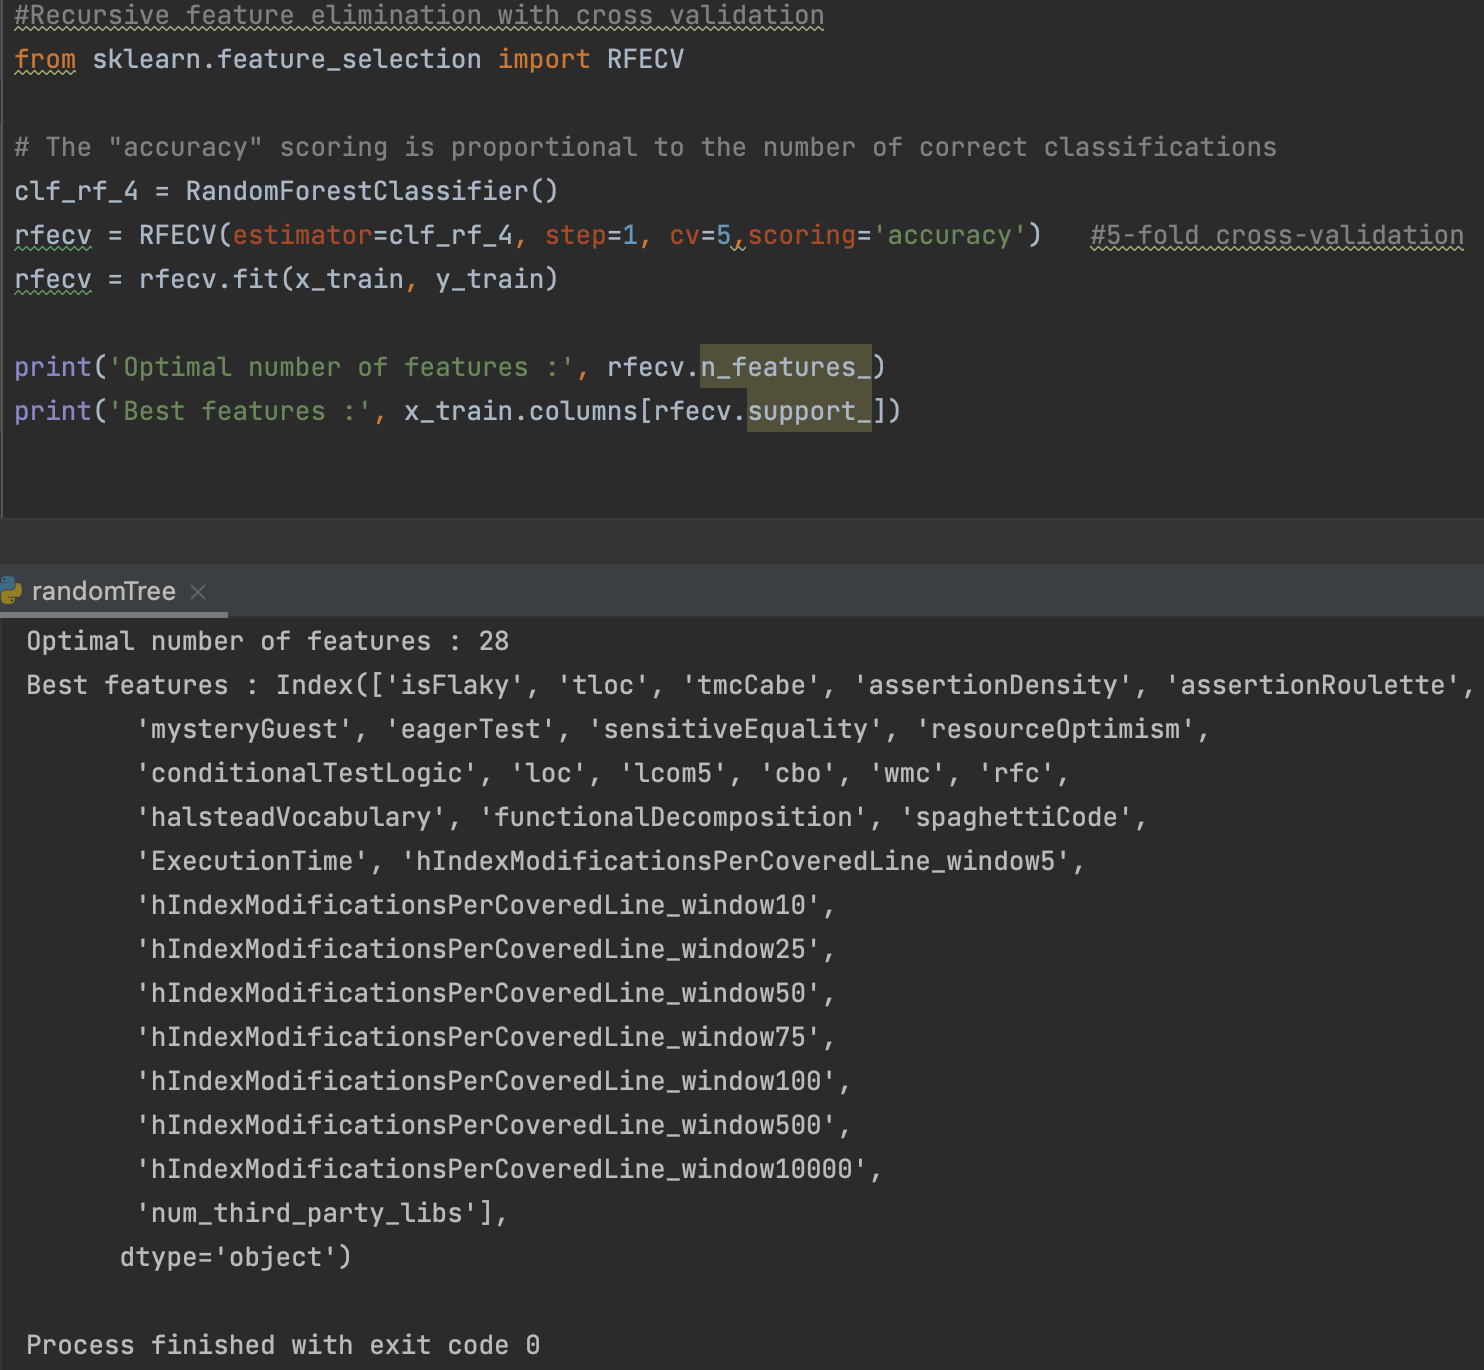 #Recursive feature elimination with cross validation
from sklearn.feature_selection import RFECV
# The "accuracy" scoring is proportional to the number of correct classifications
clf_rf_4 = RandomForestClassifier()
rfecv = RFECV(estimator=clf_rf_4, step=1, cv=5,scoring='accuracy')   #5-fold cross-validation
rfecv = rfecv.fit(x_train, y_train)
print('Optimal number of features :', rfecv.n_features_)
print('Best features :', x_train.columns[rfecv.support_])
randomTree ×
Optimal number of features : 28
Best features : Index(['isFlaky', 'tloc', 'tmcCabe', 'assertionDensity', 'assertionRoulette',
'mysteryGuest', 'eagerTest', 'sensitiveEquality', 'resourceOptimism',
'conditionalTestLogic', 'loc', 'lcom5', 'cbo', 'wmc', 'rfc',
'halsteadVocabulary', 'functionalDecomposition', 'spaghettiCode',
'ExecutionTime', 'hIndexModificationsPerCoveredLine_window5',
'hIndexModificationsPerCoveredLine_window10',
'hIndexModificationsPerCoveredLine_window25',
'hIndexModificationsPerCoveredLine_window50',
'hIndexModificationsPerCoveredLine_window75',
'hIndexModificationsPerCoveredLine_window100',
'hIndexModificationsPerCoveredLine_window500',
'hIndexModificationsPerCoveredLine_window10000',
'num_third_party_libs'],
dtype='object')
Process finished with exit code 0